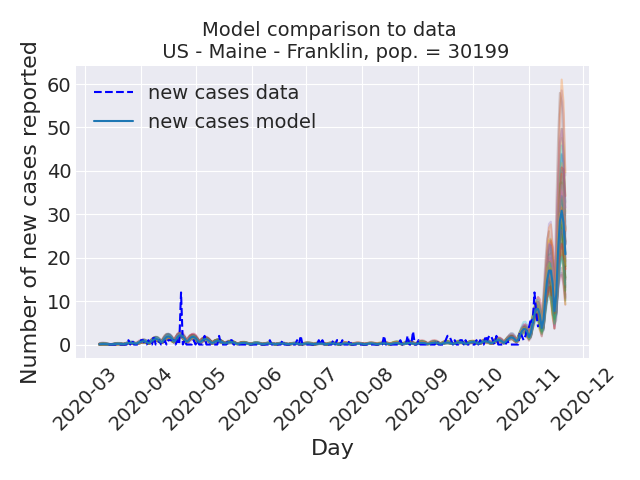 Model comparison to data
US - Maine - Franklin, pop. = 30199
Number of new cases reported
60
50
40
30
20
10
0
new cases data
new cases model
2020-03
2020-04
2020-05
2020-06
2020-07
2020-08
2020-09
2020-10
2020-11
2020-12
Day